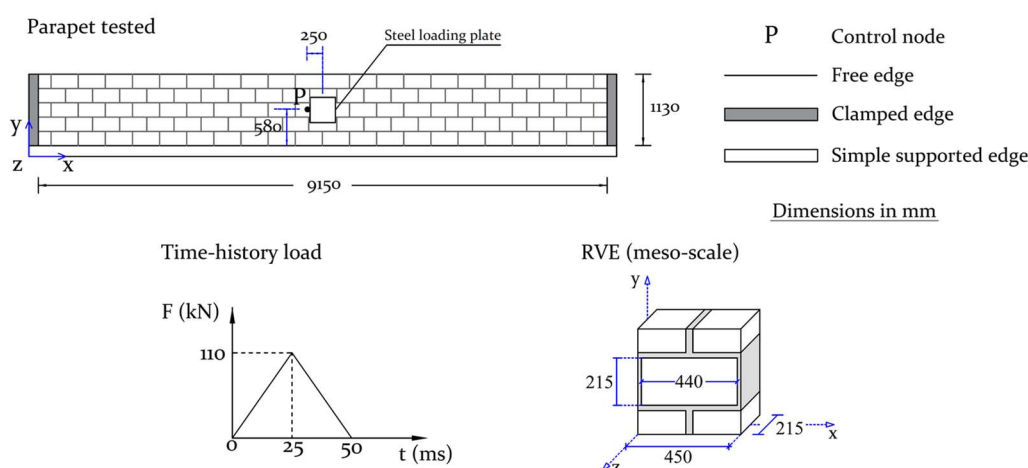 Parapet tested
250
Steel loading plate
P
580
y
z
x
9150
1130
P Control node
Free edge
Clamped edge
Simple supported edge
Dimensions in mm
Time-history load
F (kN)
110
0
25
50
t (ms)
RVE (meso-scale)
y
215
440
215
x
450
z